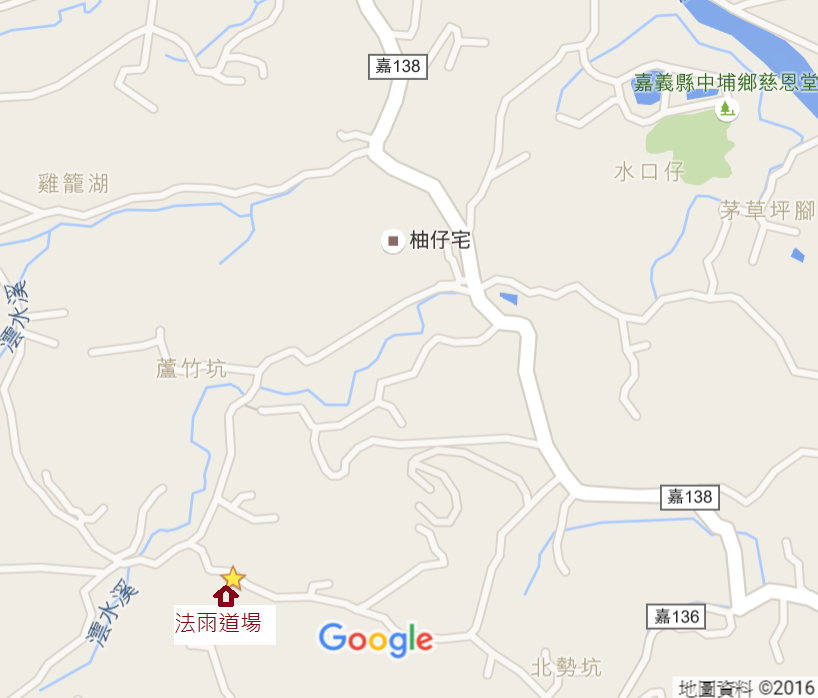 嘉138
嘉義縣中埔鄉慈恩堂
水口仔
雞籠湖
茅草坪腳
柚仔宅
澐水溪
蘆竹坑
嘉138
澐水溪
法雨道場
嘉136
Google
北勢坑
地圖資料 ©2016